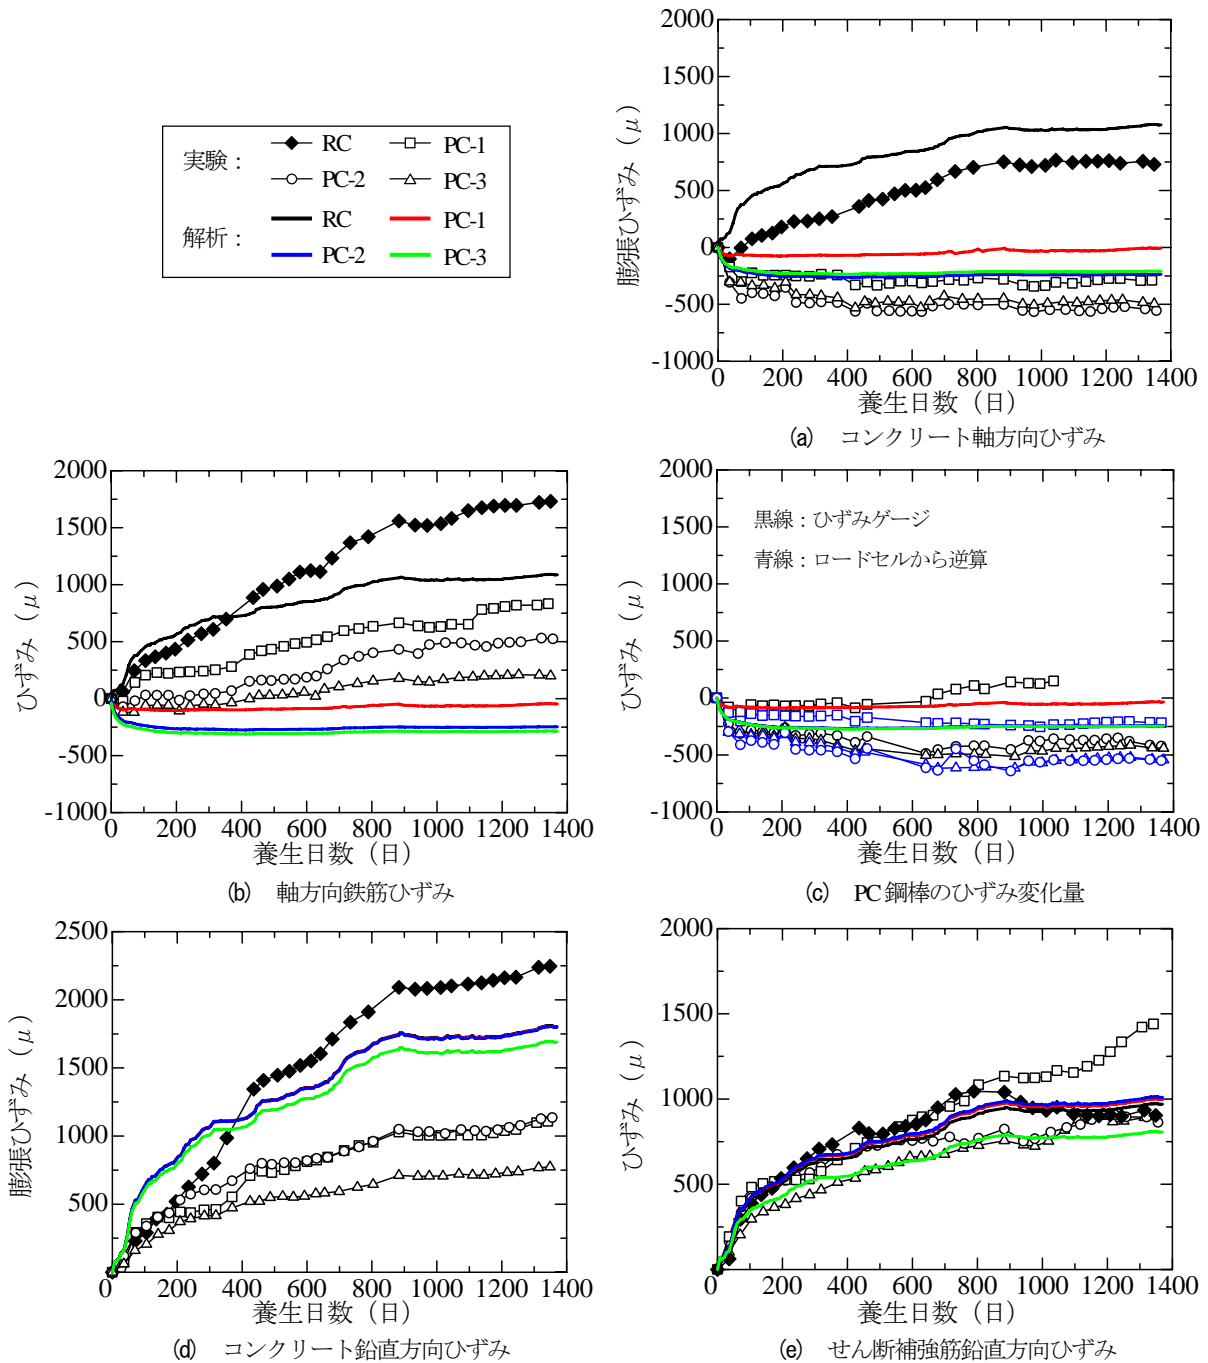 実験： RC PC-1
PC-2 PC-3
解析： RC PC-1
PC-2 PC-3
2000
1500
1000
500
0
-500
-1000
膨張ひずみ（μ）
0 200 400 600 800 1000 1200 1400
養生日数（日）
(a) コンクリート軸方向ひずみ
2000
1500
1000
500
0
-500
-1000
ひずみ（μ）
0 200 400 600 800 1000 1200 1400
養生日数（日）
(b) 軸方向鉄筋ひずみ
2000
1500
1000
500
0
-500
-1000
ひずみ（μ）
黒線：ひずみゲージ
青線：ロードセルから逆算
0 200 400 600 800 1000 1200 1400
養生日数（日）
(c) PC鋼棒のひずみ変化量
2500
2000
1500
1000
500
膨張ひずみ（μ）
0 200 400 600 800 1000 1200 1400
養生日数（日）
(d) コンクリート鉛直方向ひずみ
2000
1500
1000
500
ひずみ（μ）
0 200 400 600 800 1000 1200 1400
養生日数（日）
(e) せん断補強筋鉛直方向ひずみ